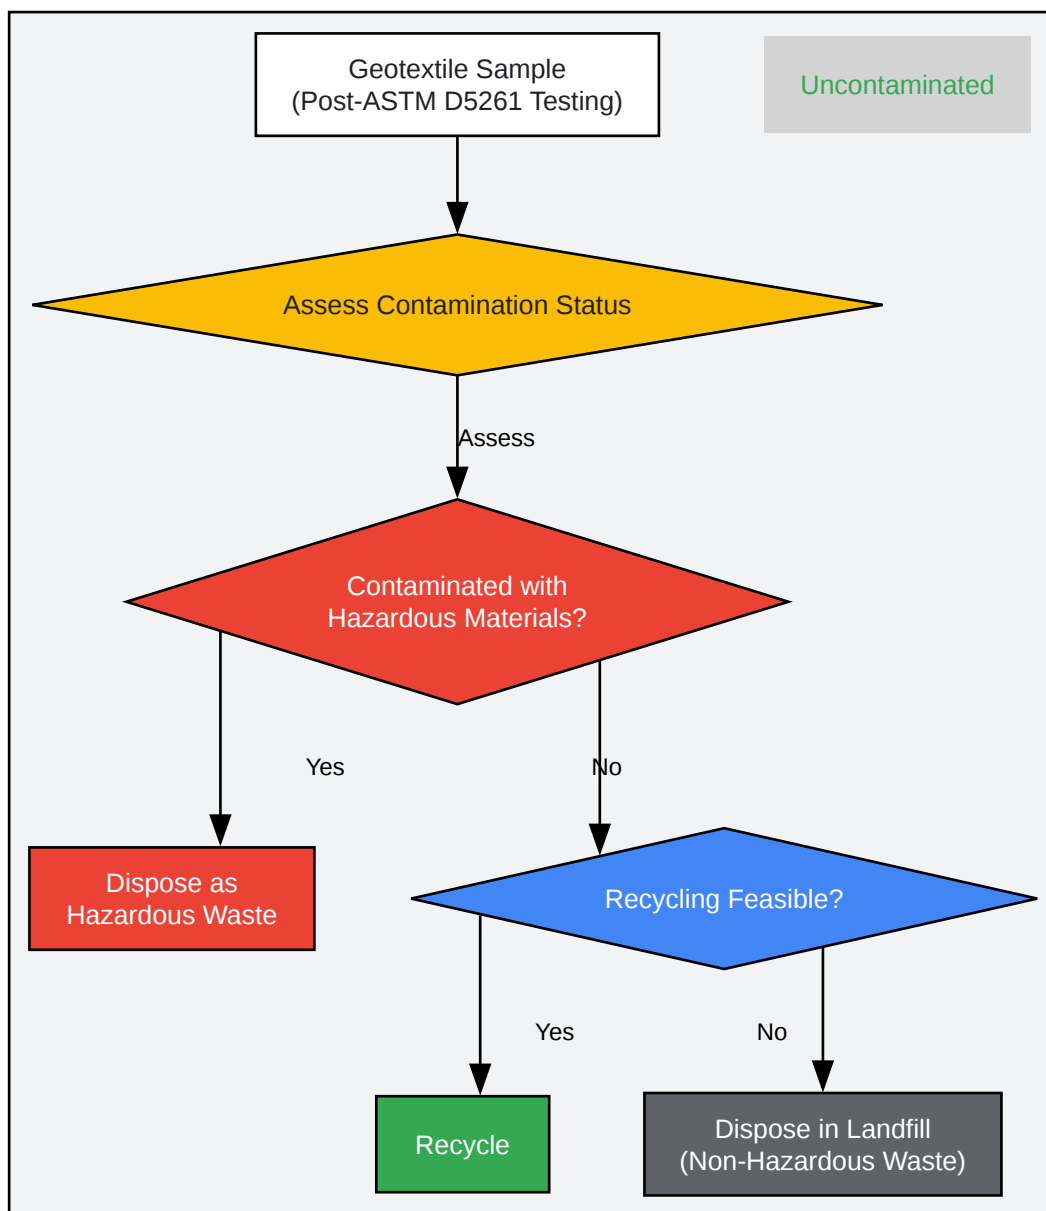 Geotextile Sample
(Post-ASTM D5261 Testing)
Uncontaminated
Assess Contamination Status
Assess
Contaminated with
Hazardous Materials?
Yes
No
Dispose as
Hazardous Waste
Recycling Feasible?
Yes
No
Recycle
Dispose in Landfill
(Non-Hazardous Waste)